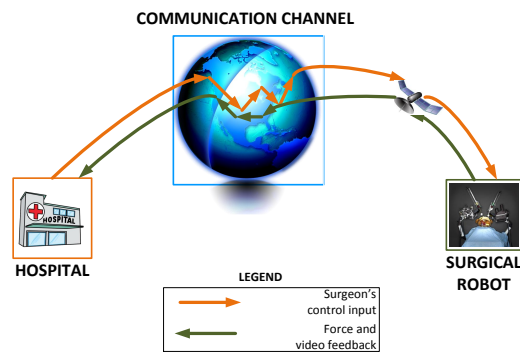 COMMUNICATION CHANNEL
HOSPITAL
HOSPITAL
SURGICAL
ROBOT
LEGEND
Surgeon's
control input
Force and
video feedback